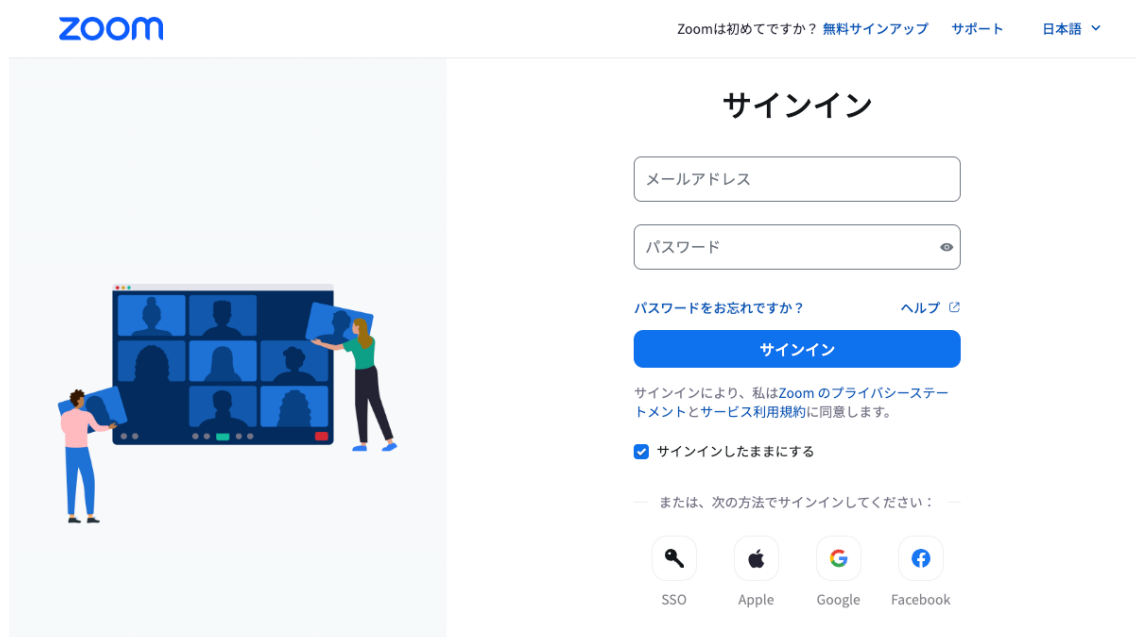 zoom
Zoomは初めてですか？ 無料サインアップ サポート 日本語
サインイン
メールアドレス
パスワード
パスワードをお忘れですか？ ヘルプ
サインイン
サインインにより、私はZoom のプライバシーステー
トメントとサービス利用規約に同意します。
サインインしたままにする
または、次の方法でサインインしてください：
SSO Apple Google Facebook